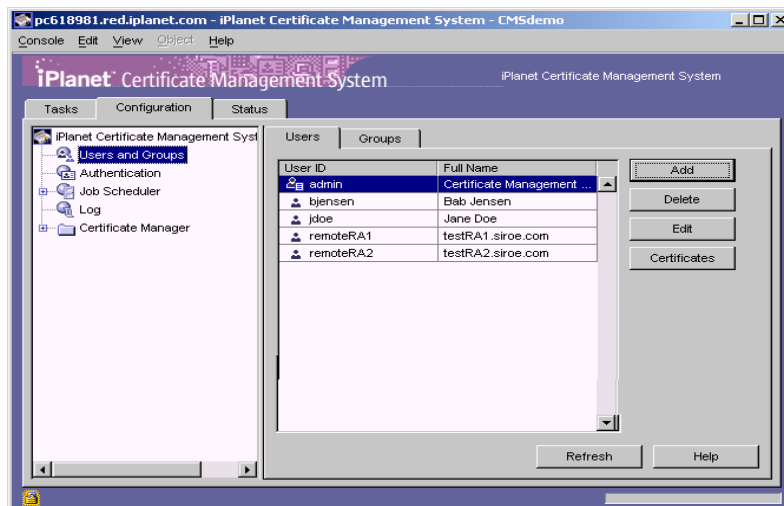 pc618981.red.iplanet.com - iPlanet Certificate Management System - CMSdemo
Console Edit View Object Help
iPlanet Certificate Management System
iPlanet Certificate Management System
Tasks Configuration Status
iPlanet Certificate Management Syst
Users and Groups
Authentication
Job Scheduler
Log
Certificate Manager
Users Groups
User ID Full Name
admin Certificate Management ...
bjensen Bab Jensen
jdoe Jane Doe
remoteRA1 testRA1.siroe.com
remoteRA2 testRA2.siroe.com
Add
Delete
Edit
Certificates
Refresh Help